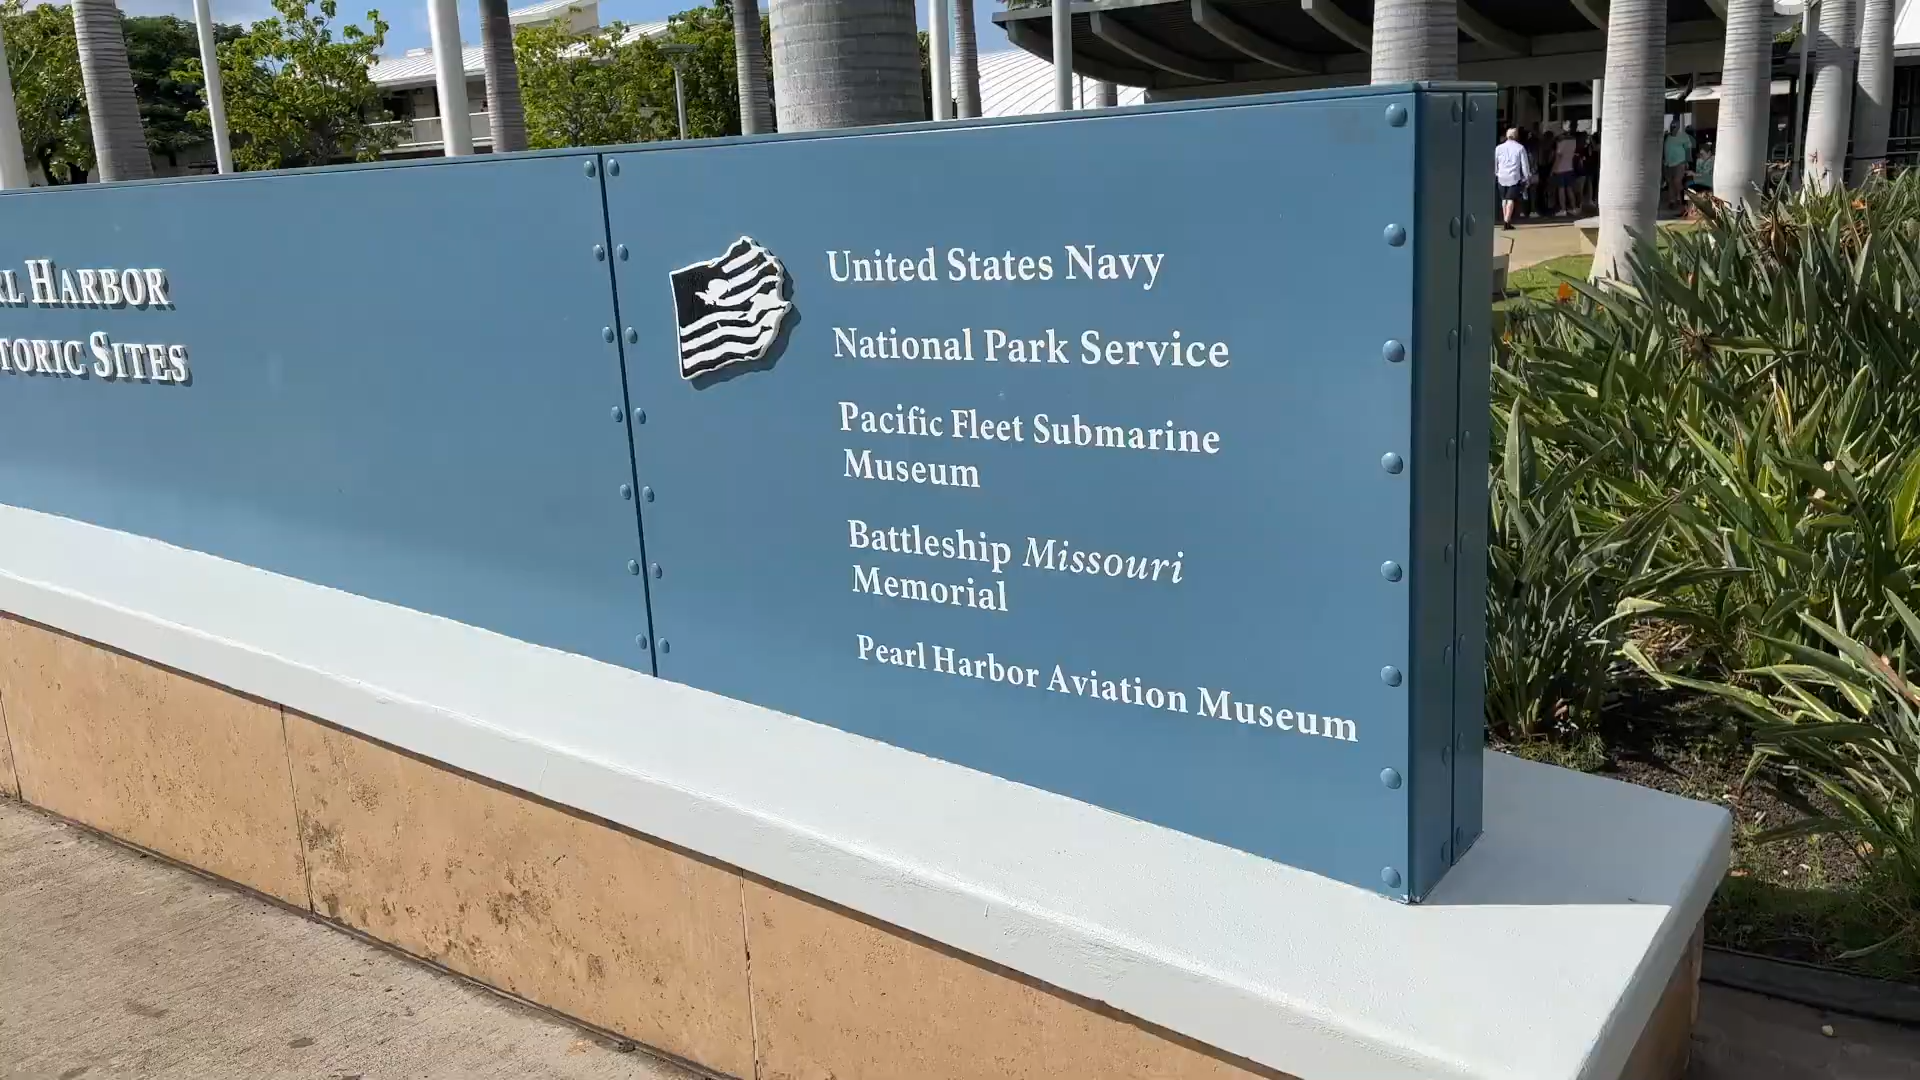 RL HARBOR
TORIC SITES
United States Navy
National Park Service
Pacific Fleet Submarine
Museum
Battleship Missouri
Memorial
Pearl Harbor Aviation Museum